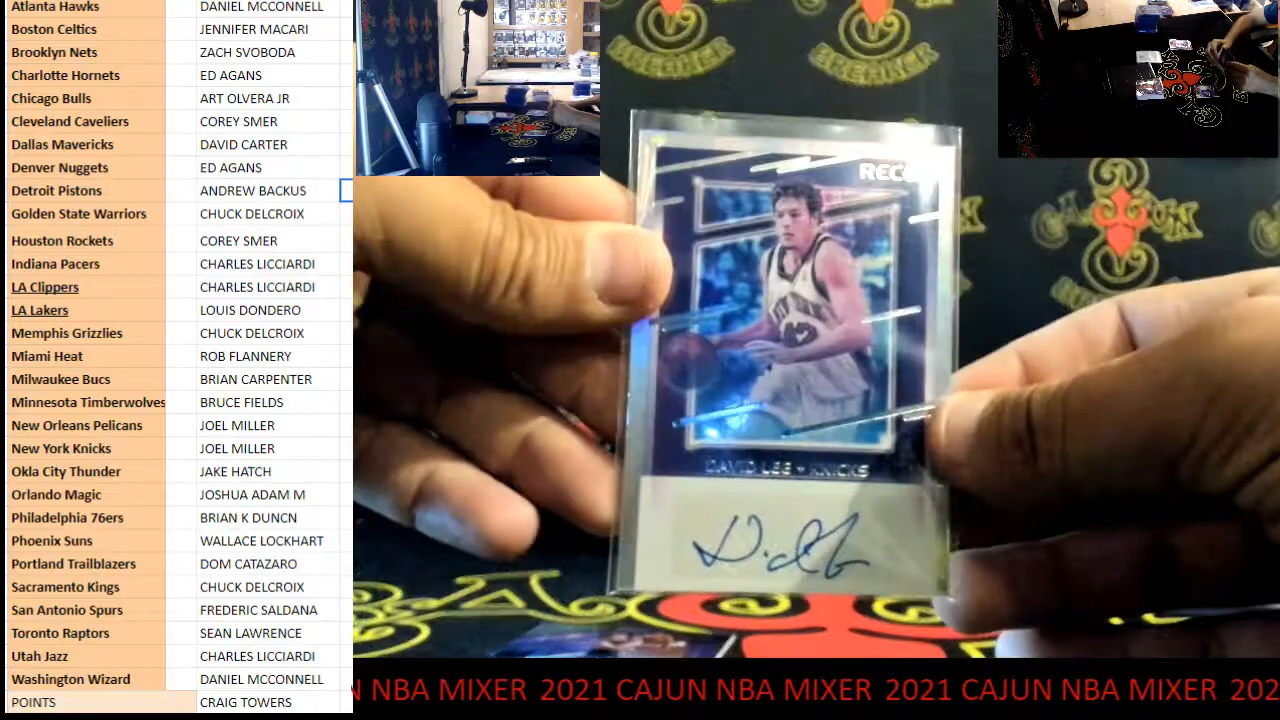 Atlanta Hawks DANIEL MCCONNELL
Boston Celtics JENNIFER MACARI
Brooklyn Nets ZACH ROBODA
Charlotte Hornets ED AGANS
Chicago Bulls ART OLVERA JR
Cleveland Caveliers COREY SMER
Dallas Mavericks DAVID CARTER
Denver Nuggets ED AGANS
Detroit Pistons ANDREW BACKUS
Golden State Warriors CHUCK DELCROIX
Houston Rockets COREY SMER
Indiana Pacers CHARLES LICCIARDI
LA Clippers CHARLES LICCIARDI
LA Lakers LOUIS DONDERO
Memphis Grizzlies CHUCK DELCROIX
Miami Heat ROB FLANNERY
Milwaukee Bucs BRIAN CARPENTER
Minnesota Timberwolves BRUCE FIELDS
New Orleans Pelicans JOEL MILLER
New York Knicks JOEL MILLER
Okla City Thunder JAKE HATCH
Orlando Magic JOSHUA ADAM M
Philadelphia 76ers BRIAN K DUNCN
Phoenix Suns WALLACE LOCKHART
Portland Trailblazers DOM CATAZARO
Sacramento Kings CHUCK DELCROIX
San Antonio Spurs FREDERIC SALDANA
Toronto Raptors SEAN LAWRENCE
Utah Jazz CHARLES LICCIARDI
Washington Wizard DANIEL MCCONNELL
POINTS CRAIG TOWERS
BREAKER
BREAKER
CAJUN
DAVID LEE • KNICKS
N NBA MIXER 2021 CAJUN NBA MIXER 2021 CAJUN NBA MIXER 202